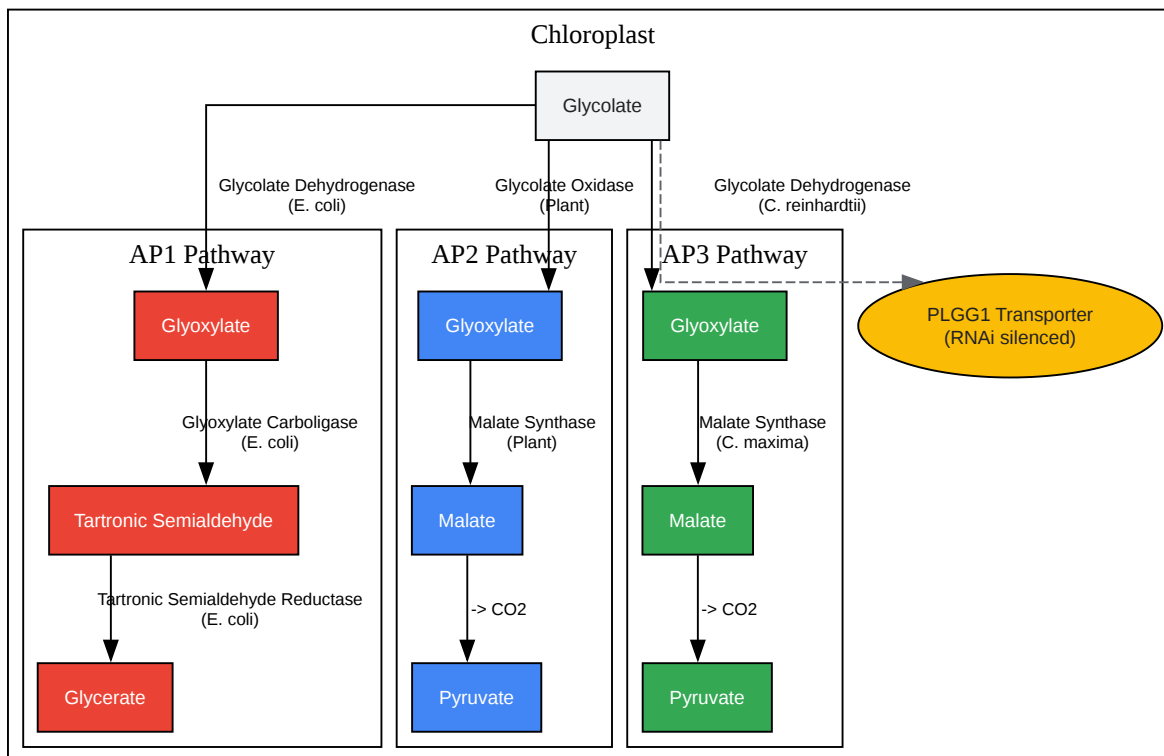 Chloroplast
Glycolate
Glycolate Dehydrogenase
(E. coli)
Glycolate Oxidase
(Plant)
Glycolate Dehydrogenase
(C. reinhardtii)
AP1 Pathway
AP2 Pathway
AP3 Pathway
Glyoxylate
Glyoxylate
Glyoxylate
PLGG1 Transporter
(RNAi silenced)
Glyoxylate Carboligase
(E. coli)
Malate Synthase
(Plant)
Malate Synthase
(C. maxima)
Tartronic Semialdehyde
Malate
Malate
Tartronic Semialdehyde Reductase
(E. coli)
-> CO2
-> CO2
Glycerate
Pyruvate
Pyruvate